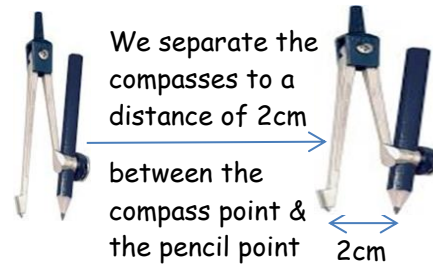 We separate the
compasses to a
distance of 2cm
between the
compass point &
the pencil point
2cm